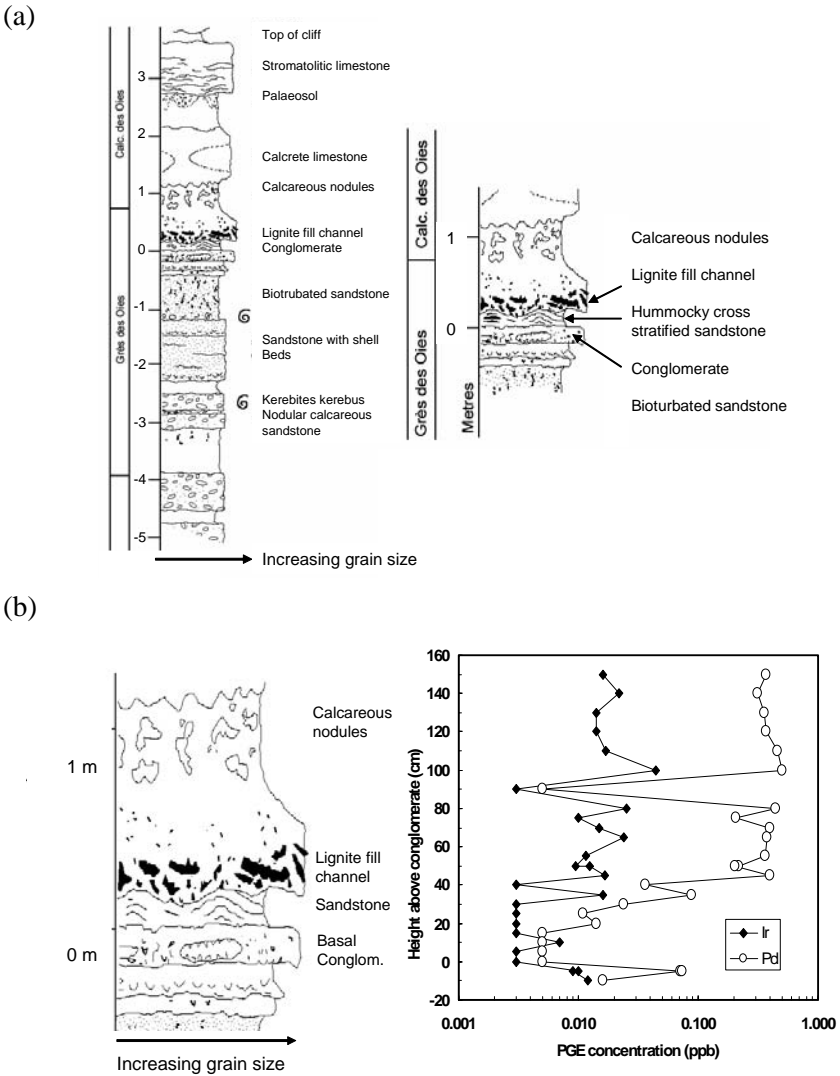 (a)
Top of cliff
Stromatolitic limestone
Palaeosol
Calcrete limestone
Calcareous nodules
Lignite fill channel
Conglomerate
Biotrubated sandstone
Sandstone with shell
Beds
Kerebites kerebus
Nodular calcareous
sandstone
Calc. des Oies
Grès des Oies
3
2
1
0
-1
-2
-3
-4
-5
Increasing grain size
Calc. des Oies
Grès des Oies
Metres
1
0
Calcareous nodules
Lignite fill channel
Hummocky cross
stratified sandstone
Conglomerate
Bioturbated sandstone
(b)
1 m
0 m
Calcareous
nodules
Lignite fill
channel
Sandstone
Basal
Conglom.
Increasing grain size
Height above conglomerate (cm)
160
140
120
100
80
60
40
20
0
-20
Ir
Pd
0.001 0.010 0.100 1.000
PGE concentration (ppb)